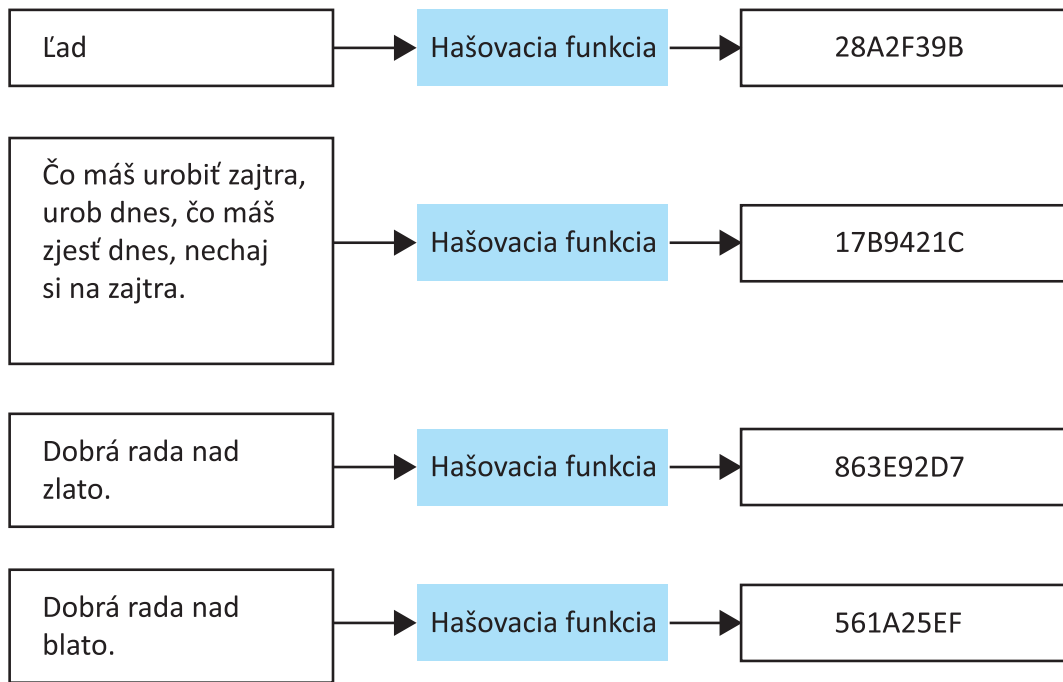 Ľad
Hašovacia funkcia
28A2F39B
Čo máš urobiť zajtra,
urob dnes, čo máš
zjesť dnes, nechaj
si na zajtra.
Hašovacia funkcia
17B9421C
Dobrá rada nad
zlato.
Hašovacia funkcia
863E92D7
Dobrá rada nad
blato.
Hašovacia funkcia
561A25EF